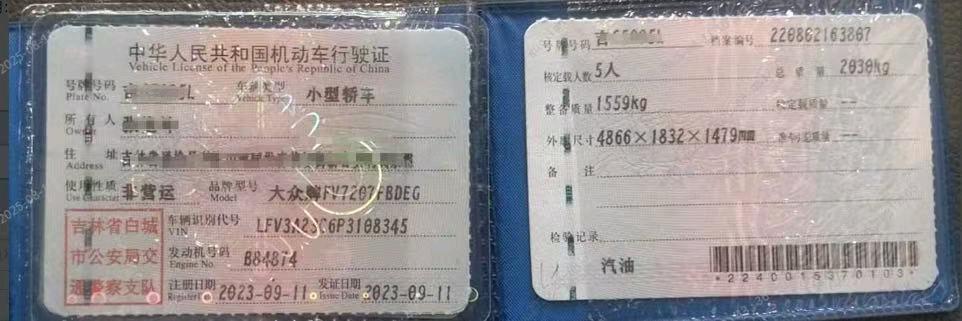 中华人民共和国机动车行驶证
Vehicle License of the People's Republic of China
号牌号码 Plate No. 车辆类型 Vehicle Type 小型轿车
所有人 Owner
住址 Address
使用性质 Use Character 非营运 品牌型号 Model 大众牌FV7207FBDEG
吉林省白城市公安局交通警察支队
车辆识别代号 VIN LFV3A23C6P3108345
发动机号码 Engine No. B84874
注册日期 Register 2023-09-11 发证日期 Issue Date 2023-09-11
号牌号码 档案编号 220802163867
核定载人数 5人 总质量 2030kg
整备质量 1559kg 核定载质量 --
外廓尺寸 4866×1832×1479mm 准牵引总质量 --
备注
检验记录
汽油
*2240015370103*